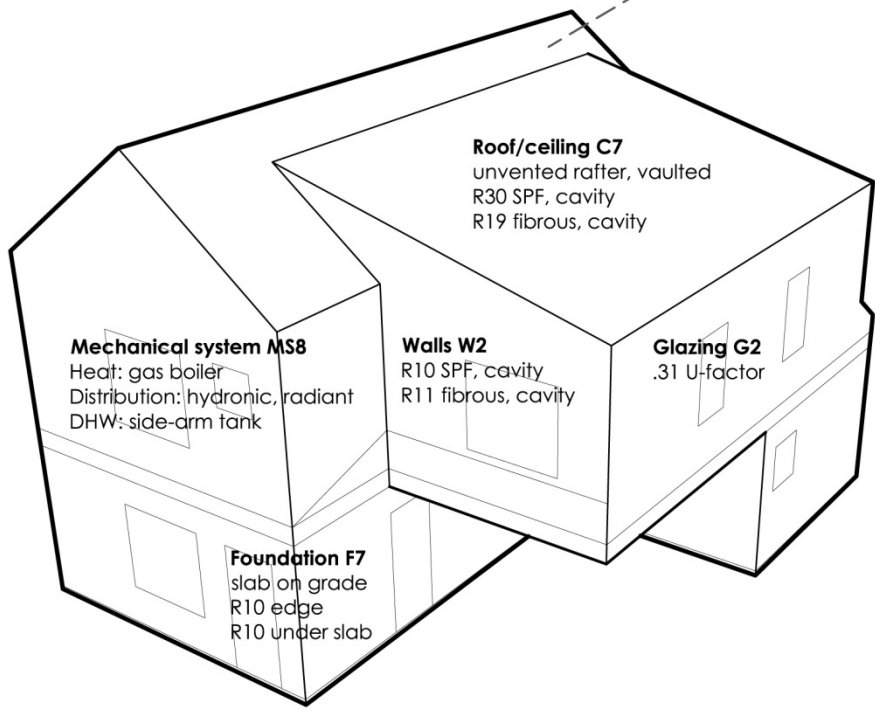 Roof/ceiling C7
unvented rafter, vaulted
R30 SPF, cavity
R19 fibrous, cavity
Mechanical system MS8
Heat: gas boiler
Distribution: hydronic, radiant
DHW: side-arm tank
Walls W2
R10 SPF, cavity
R11 fibrous, cavity
Glazing G2
.31 U-factor
Foundation F7
slab on grade
R10 edge
R10 under slab